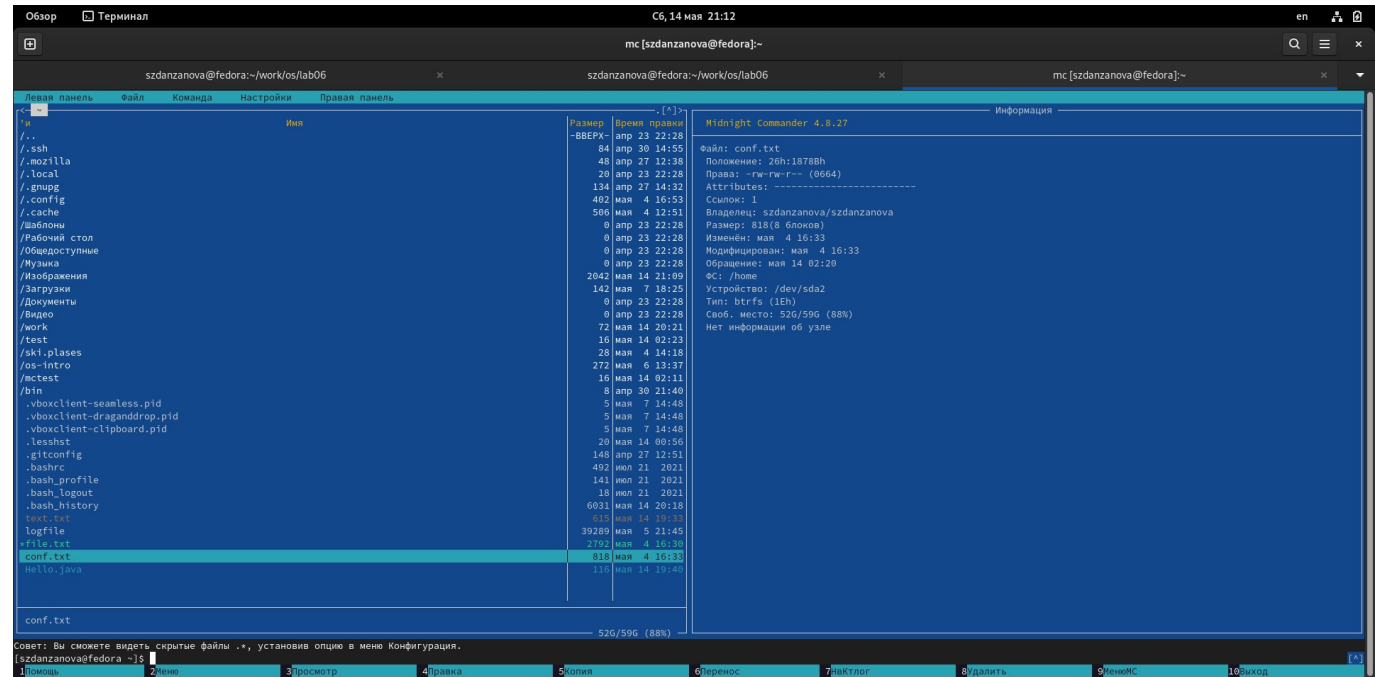 Обзор Терминал Сб, 14 мая 21:12 en
mc [szdanzanova@fedora]:~
szdanzanova@fedora:~/work/os/lab06 × szdanzanova@fedora:~/work/os/lab06 × mc [szdanzanova@fedora]:~ ×
Левая панель Файл Команда Настройки Правая панель
<- ~ .[^]>
'и Имя Размер Время правки
/.. -ВВЕРХ- апр 23 22:28
/.ssh 84 апр 30 14:55
/.mozilla 48 апр 27 12:38
/.local 20 апр 23 22:28
/.gnupg 134 апр 27 14:32
/.config 402 мая 4 16:53
/.cache 506 мая 4 12:51
/Шаблоны 0 апр 23 22:28
/Рабочий стол 0 апр 23 22:28
/Общедоступные 0 апр 23 22:28
/Музыка 0 апр 23 22:28
/Изображения 2042 мая 14 21:09
/Загрузки 142 мая 7 18:25
/Документы 0 апр 23 22:28
/Видео 0 апр 23 22:28
/work 72 мая 14 20:21
/test 16 мая 14 02:23
/ski.plases 28 мая 4 14:18
/os-intro 272 мая 6 13:37
/mctest 16 мая 14 02:11
/bin 8 апр 30 21:40
.vboxclient-seamless.pid 5 мая 7 14:48
.vboxclient-draganddrop.pid 5 мая 7 14:48
.vboxclient-clipboard.pid 5 мая 7 14:48
.lesshst 20 мая 14 00:56
.gitconfig 148 апр 27 12:51
.bashrc 492 июл 21 2021
.bash_profile 141 июл 21 2021
.bash_logout 18 июл 21 2021
.bash_history 6031 мая 14 20:18
text.txt 615 мая 14 19:33
logfile 39289 мая 5 21:45
*file.txt 2792 мая 4 16:30
conf.txt 818 мая 4 16:33
Hello.java 116 мая 14 19:40
conf.txt
52G/59G (88%)
Информация
Midnight Commander 4.8.27
Файл: conf.txt
Положение: 26h:1878Bh
Права: -rw-rw-r-- (0664)
Attributes: -------------------------
Ссылок: 1
Владелец: szdanzanova/szdanzanova
Размер: 818(8 блоков)
Изменён: мая 4 16:33
Модифицирован: мая 4 16:33
Обращение: мая 14 02:20
ФС: /home
Устройство: /dev/sda2
Тип: btrfs (1Eh)
Своб. место: 52G/59G (88%)
Нет информации об узле
Совет: Вы сможете видеть скрытые файлы .*, установив опцию в меню Конфигурация.
[szdanzanova@fedora ~]$ [^]
1Помощь 2Меню 3Просмотр 4Правка 5Копия 6Перенос 7НвКтлог 8Удалить 9МенюMC 10Выход